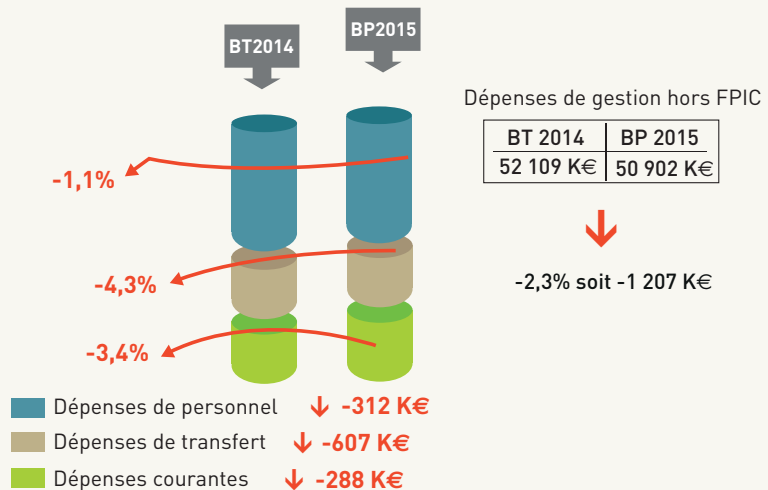 BT2014
BP2015
-1,1%
-4,3%
-3,4%
Dépenses de personnel -312 K€
Dépenses de transfert -607 K€
Dépenses courantes -288 K€
Dépenses de gestion hors FPIC
BT 2014 BP 2015
52 109 K€ 50 902 K€
-2,3% soit -1 207 K€